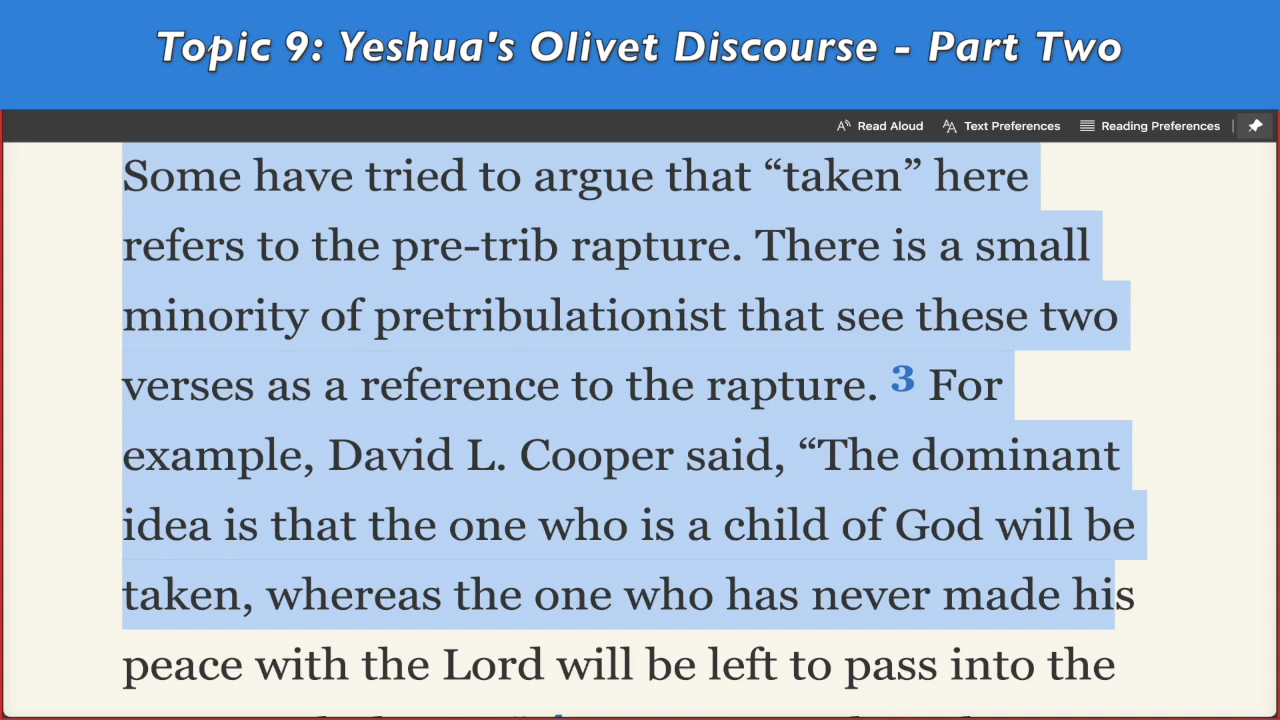 Topic 9: Yeshua's Olivet Discourse - Part Two
Read Aloud Text Preferences Reading Preferences
Some have tried to argue that “taken” here
refers to the pre-trib rapture. There is a small
minority of pretribulationist that see these two
verses as a reference to the rapture. 3 For
example, David L. Cooper said, “The dominant
idea is that the one who is a child of God will be
taken, whereas the one who has never made his
peace with the Lord will be left to pass into the